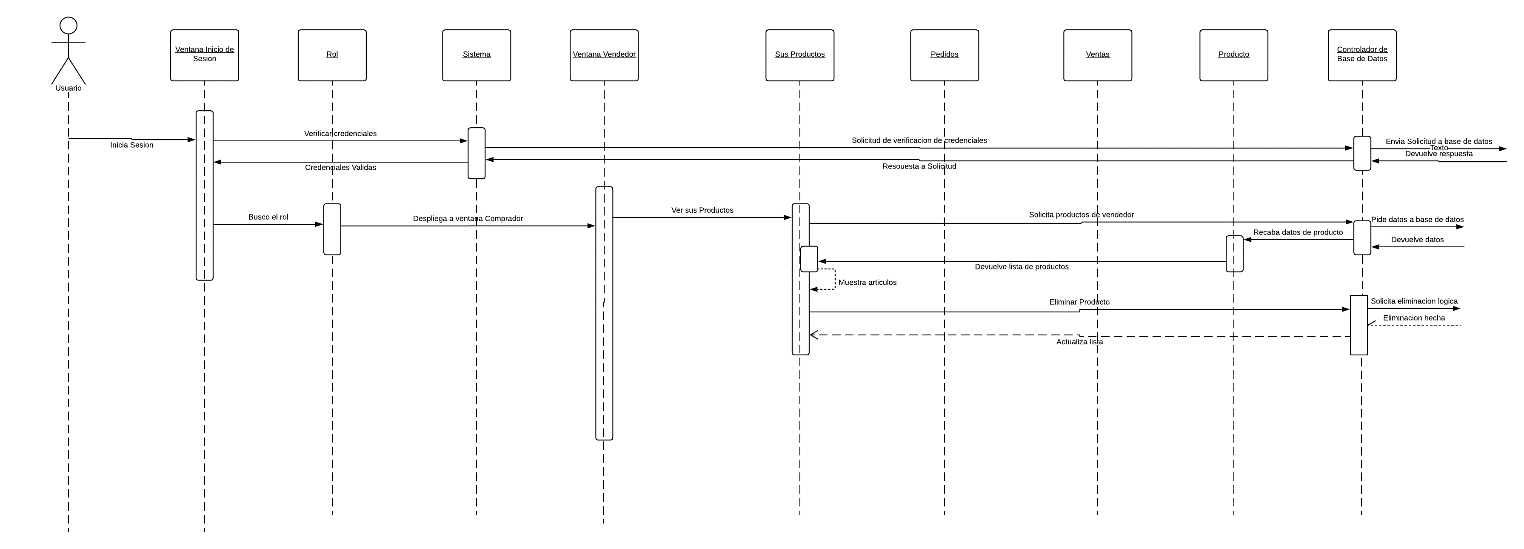 Usuario
Ventana Inicio de
Sesion
Rol
Sistema
Ventana Vendedor
Sus Productos
Pedidos
Ventas
Producto
Controlador de
Base de Datos
Inicia Sesion
Verificar credenciales
Solicitud de verificacion de credenciales
Envia Solicitud a base de datos
Texto
Devuelve respuesta
Credenciales Validas
Resouesta a Solicitud
Busco el rol
Despliega a ventana Comprador
Ver sus Productos
Solicita productos de vendedor
Pide datos a base de datos
Recaba datos de producto
Devuelve datos
Devuelve lista de productos
Muestra articulos
Eliminar Producto
Solicita eliminacion logica
Eliminacion hecha
Actualiza lista